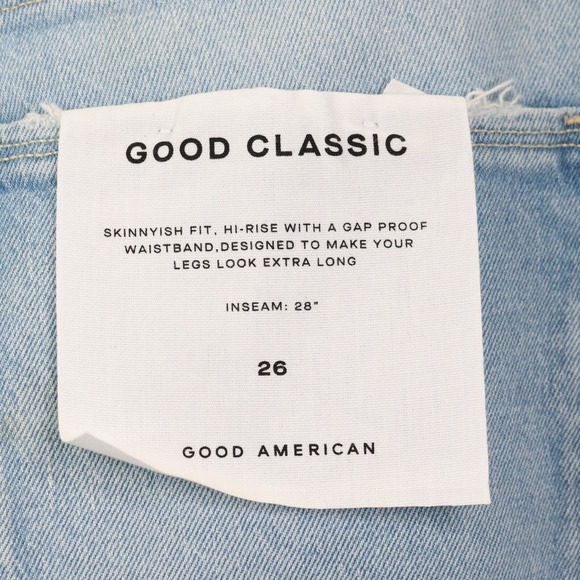 GOOD CLASSIC
SKINNYISH FIT, HI-RISE WITH A GAP PROOF
WAISTBAND,DESIGNED TO MAKE YOUR
LEGS LOOK EXTRA LONG
INSEAM: 28"
26
GOOD AMERICAN